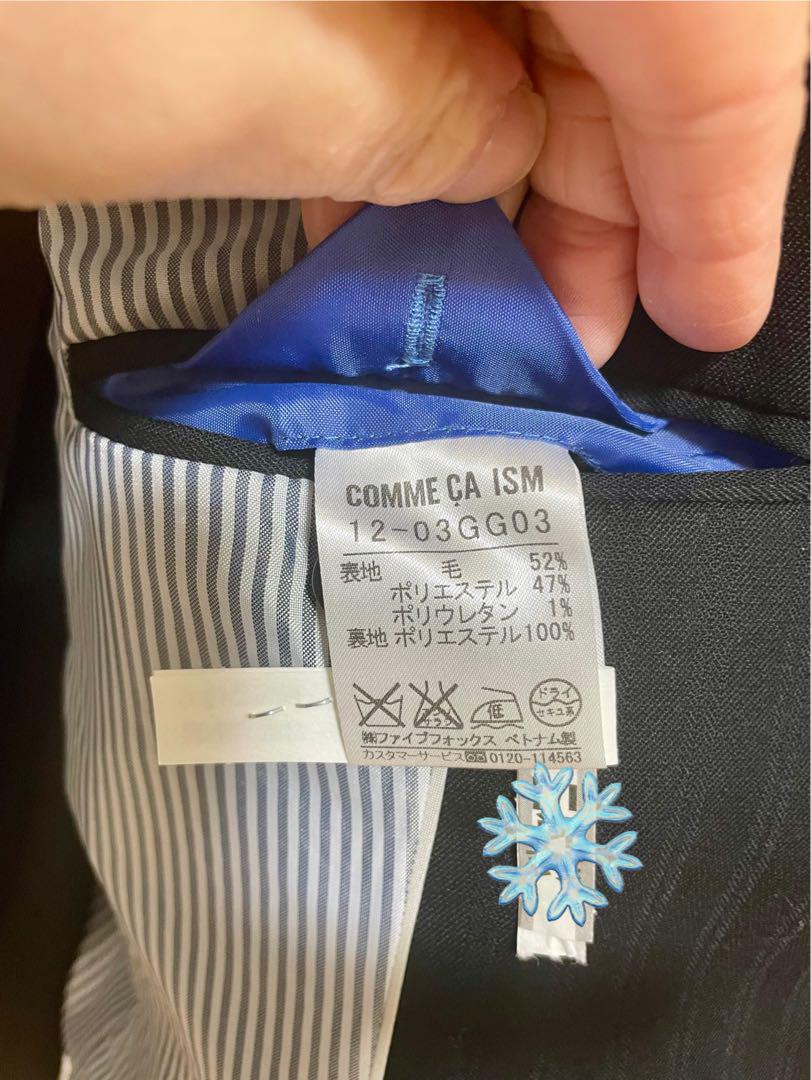 COMME ÇA ISM
12-03GG03
表地 毛 52%
ポリエステル 47%
ポリウレタン 1%
裏地 ポリエステル100%
低
ドライ
セキユ系
㈱ファイブフォックス ベトナム製
カスタマーサービス 0120-114563